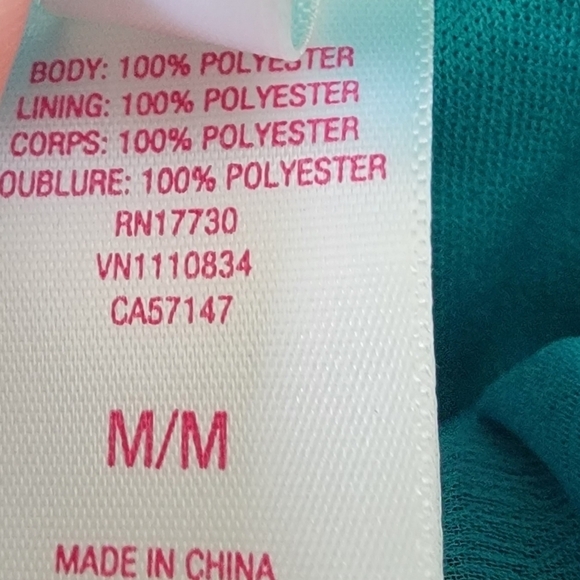 BODY: 100% POLYESTER
LINING: 100% POLYESTER
CORPS: 100% POLYESTER
OUBLURE: 100% POLYESTER
RN17730
VN1110834
CA57147
M/M
MADE IN CHINA